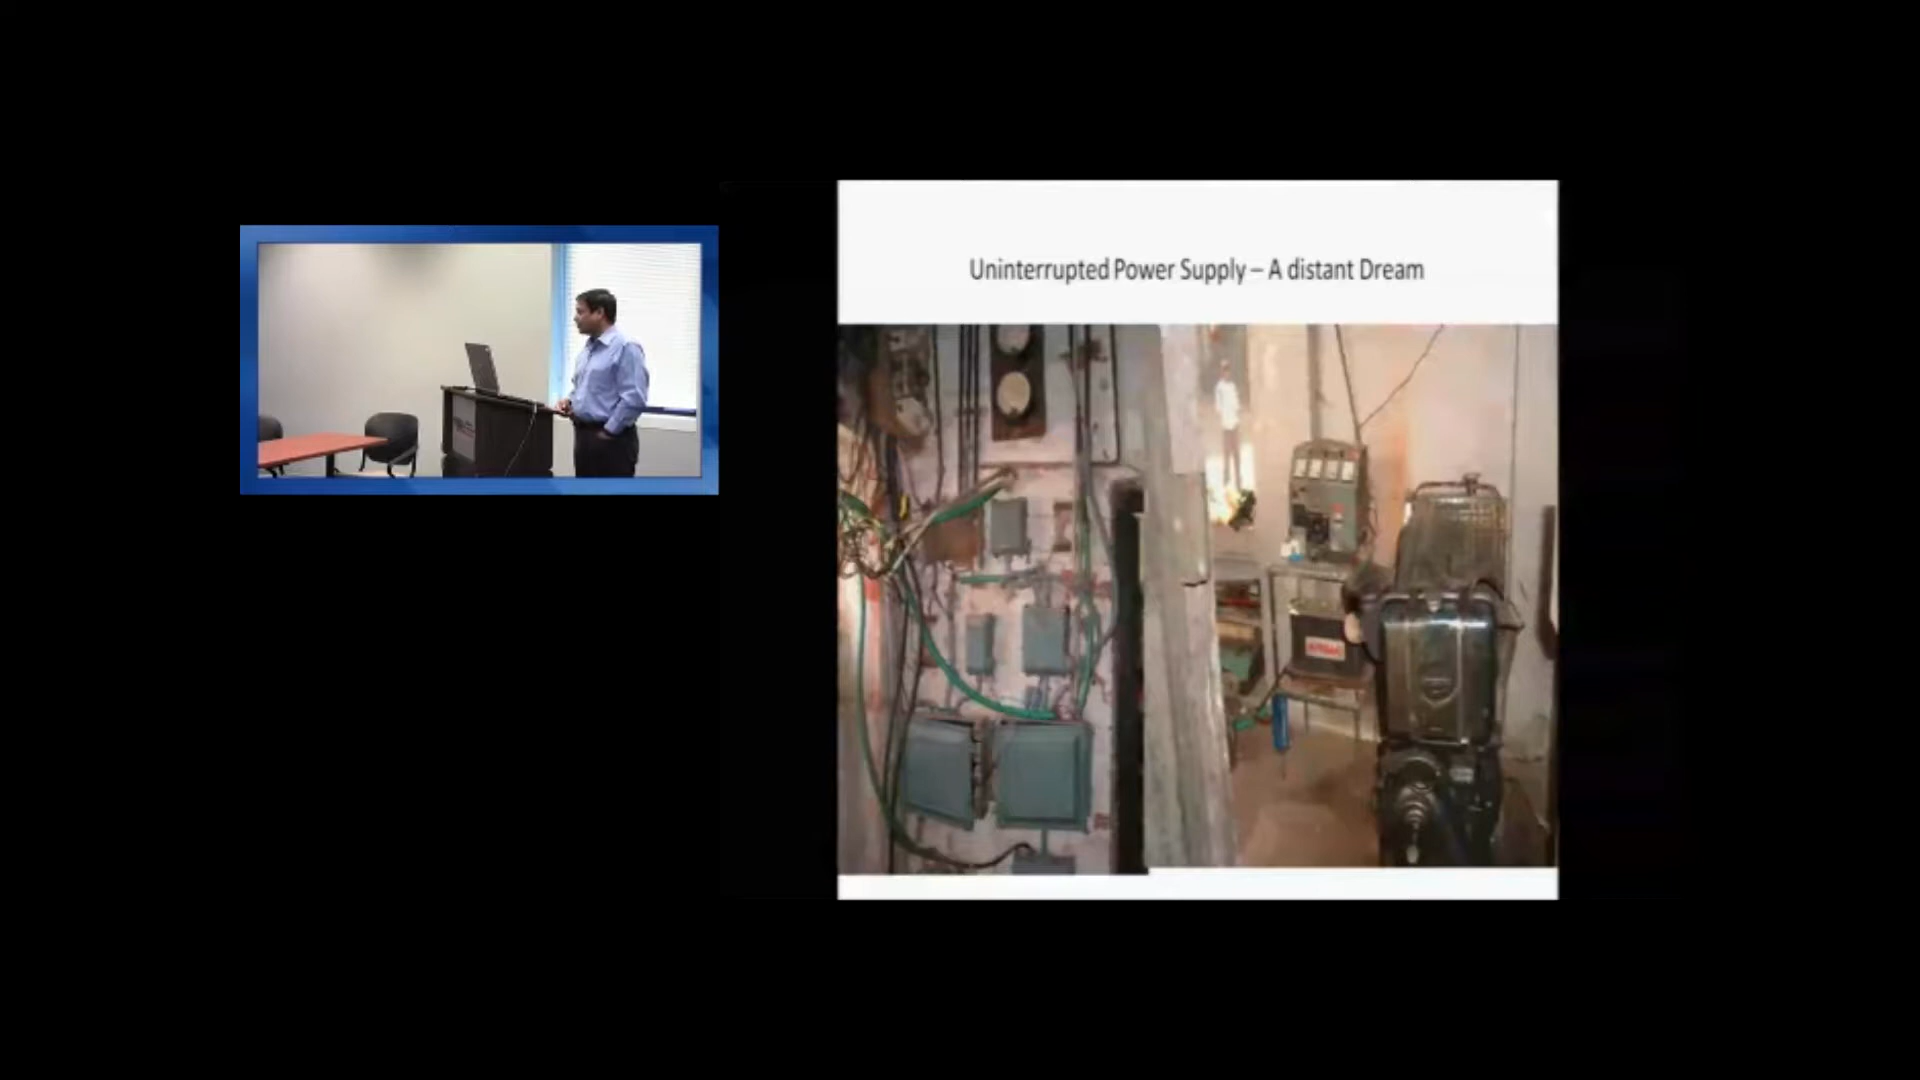 Uninterrupted Power Supply – A distant Dream